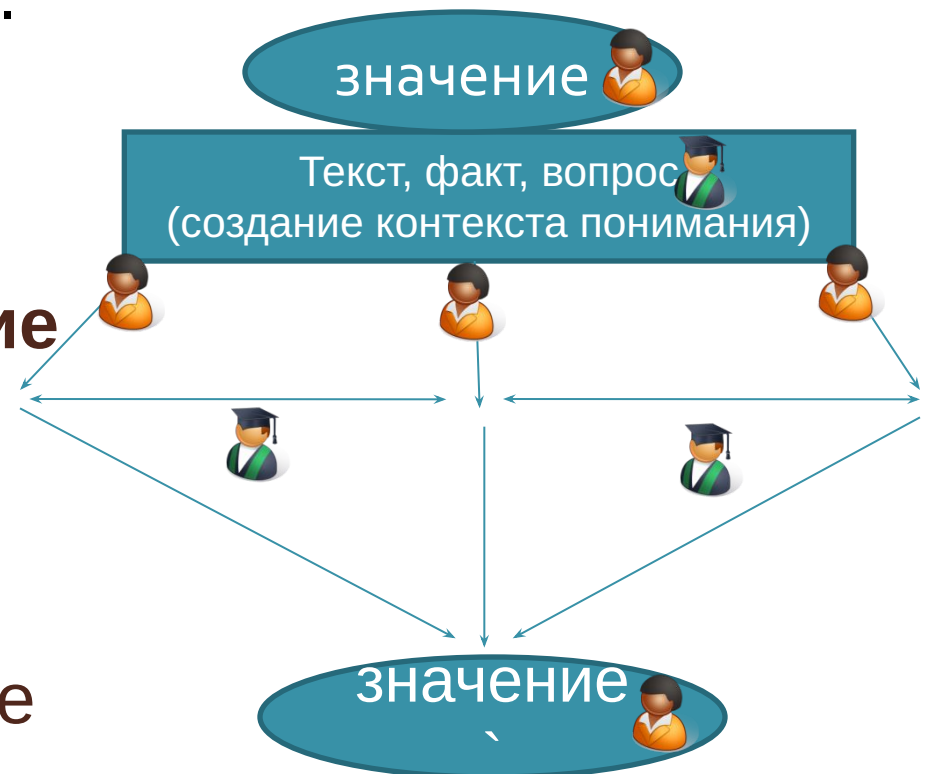 .
значение
Текст, факт, вопрос
(создание контекста понимания)
ие
е
значение
`